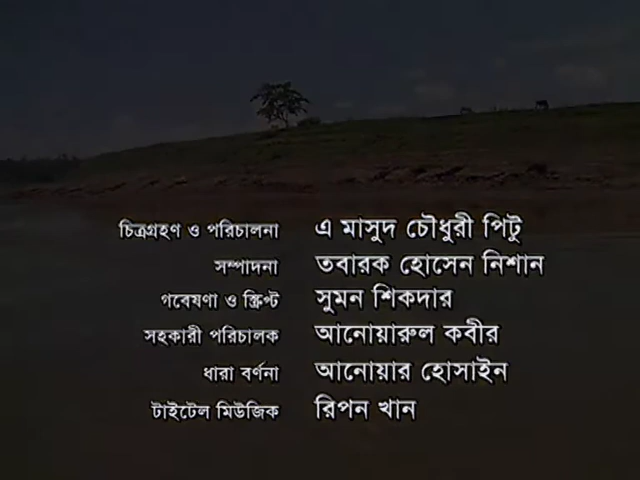 চিত্রগ্রহণ ও পরিচালনা এ মাসুদ চৌধুরী পিটু
সম্পাদনা তবারক হোসেন নিশান
গবেষণা ও স্ক্রিপ্ট সুমন শিকদার
সহকারী পরিচালক আনোয়ারুল কবীর
ধারা বর্ণনা আনোয়ার হোসাইন
টাইটেল মিউজিক রিপন খান